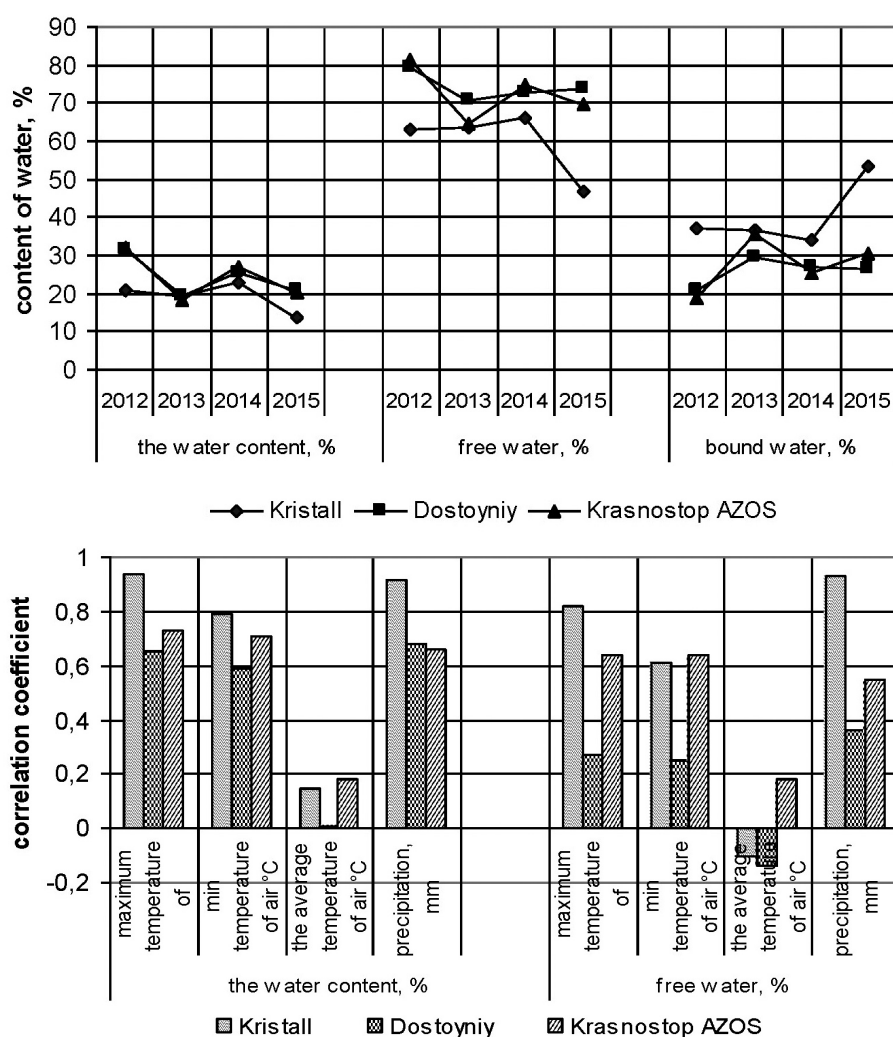 content of water, %
90
80
70
60
50
40
30
20
10
0
2012 2013 2014 2015 2012 2013 2014 2015 2012 2013 2014 2015
the water content, % free water, % bound water, %
Kristall Dostoyniy Krasnostop AZOS
correlation coefficient
1
0,8
0,6
0,4
0,2
0
-0,2
maximum
temperature
of
min
temperature
of air °C
the average
temperature
of air °C
precipitation,
mm
maximum
temperature
of
min
temperature
of air °C
the average
temperature
of air °C
precipitation,
mm
the water content, % free water, %
Kristall Dostoyniy Krasnostop AZOS